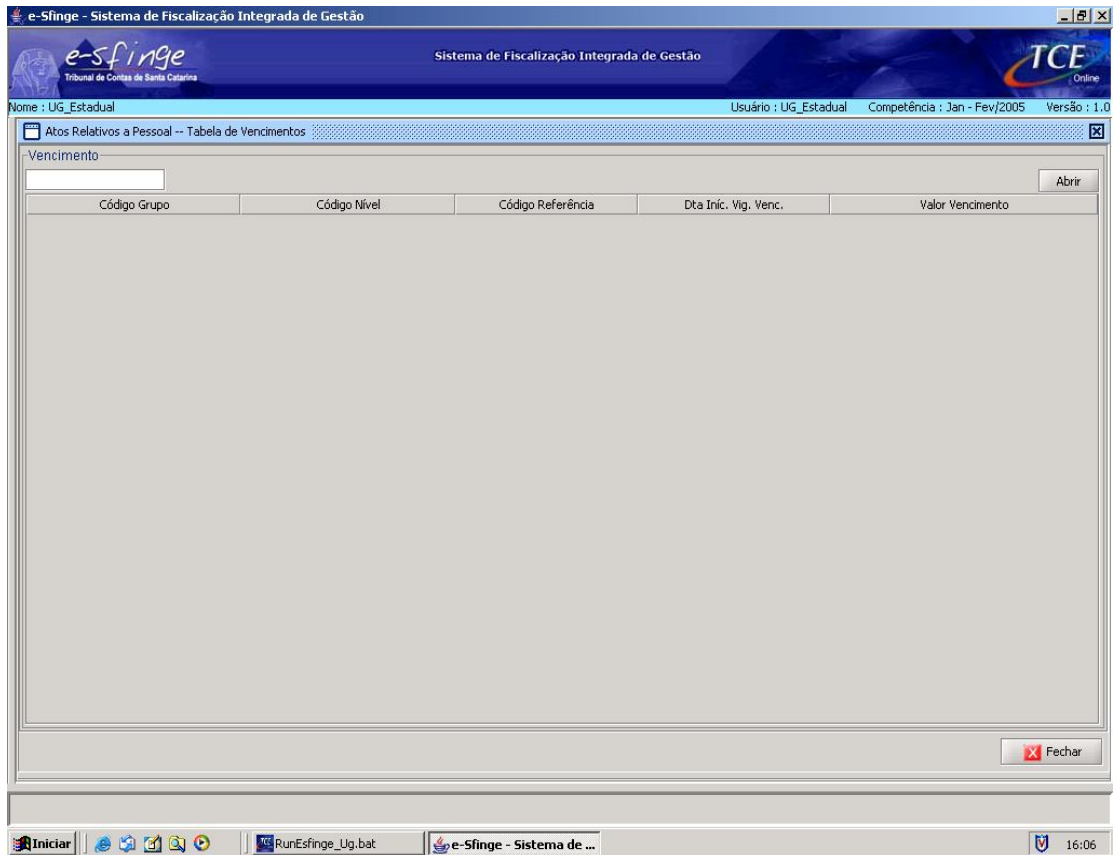 e-Sfinge - Sistema de Fiscalização Integrada de Gestão
e-sfinge
Tribunal de Contas de Santa Catarina
Sistema de Fiscalização Integrada de Gestão
TCE
Online
Nome : UG_Estadual Usuário : UG_Estadual Competência : Jan - Fev/2005 Versão : 1.0
Atos Relativos a Pessoal -- Tabela de Vencimentos
Vencimento
Abrir
Código Grupo Código Nível Código Referência Dta Iníc. Vig. Venc. Valor Vencimento
Fechar
Iniciar RunEsfinge_Ug.bat e-Sfinge - Sistema de ... 16:06